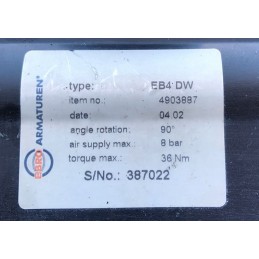 EBRO ARMATUREN®
type: EB4 DW
item no.: 4903887
date: 04.02
angle rotation: 90°
air supply max.: 8 bar
torque max.: 36 Nm
S/No.: 387022